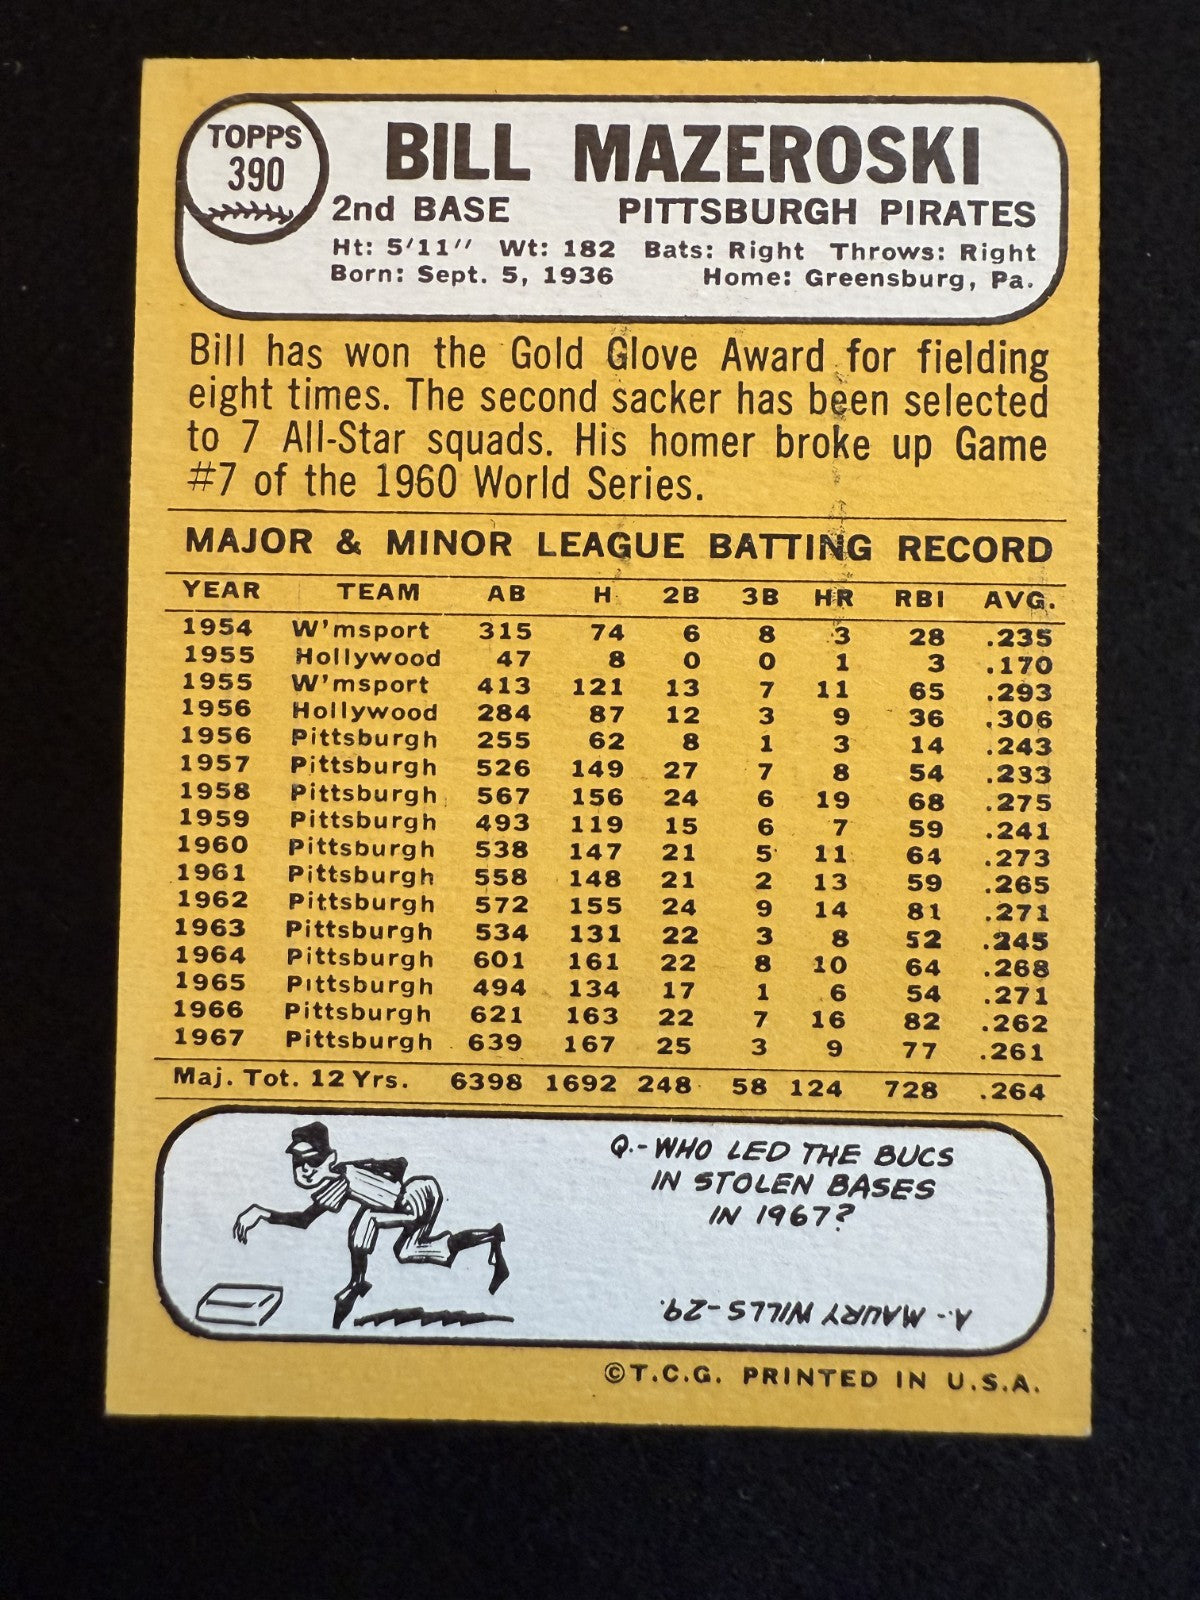 TOPPS
390
BILL MAZEROSKI
2nd BASE PITTSBURGH PIRATES
Ht: 5'11" Wt: 182 Bats: Right Throws: Right
Born: Sept. 5, 1936 Home: Greensburg, Pa.
Bill has won the Gold Glove Award for fielding
eight times. The second sacker has been selected
to 7 All-Star squads. His homer broke up Game
#7 of the 1960 World Series.
MAJOR & MINOR LEAGUE BATTING RECORD
YEAR TEAM AB H 2B 3B HR RBI AVG.
1954 W'msport 315 74 6 8 3 28 .235
1955 Hollywood 47 8 0 0 1 3 .170
1955 W'msport 413 121 13 7 11 65 .293
1956 Hollywood 284 87 12 3 9 36 .306
1956 Pittsburgh 255 62 8 1 3 14 .243
1957 Pittsburgh 526 149 27 7 8 54 .233
1958 Pittsburgh 567 156 24 6 19 68 .275
1959 Pittsburgh 493 119 15 6 7 59 .241
1960 Pittsburgh 538 147 21 5 11 64 .273
1961 Pittsburgh 558 148 21 2 13 59 .265
1962 Pittsburgh 572 155 24 9 14 81 .271
1963 Pittsburgh 534 131 22 3 8 52 .245
1964 Pittsburgh 601 161 22 8 10 64 .268
1965 Pittsburgh 494 134 17 1 6 54 .271
1966 Pittsburgh 621 163 22 7 16 82 .262
1967 Pittsburgh 639 167 25 3 9 77 .261
Maj. Tot. 12 Yrs. 6398 1692 248 58 124 728 .264
Q.-WHO LED THE BUCS
IN STOLEN BASES
IN 1967?
A.-MAURY WILLS-29.
©T.C.G. PRINTED IN U.S.A.